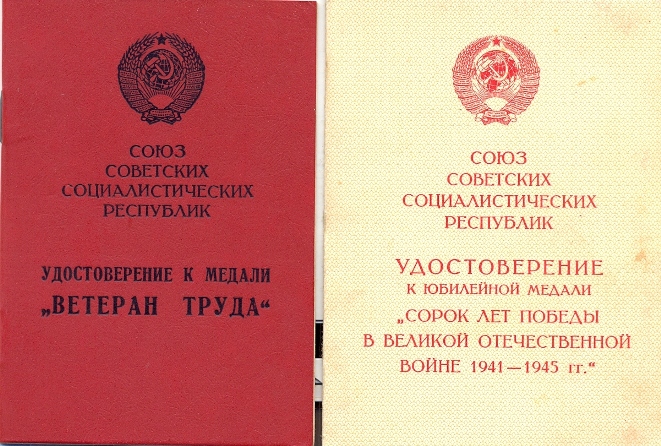 СОЮЗ
СОВЕТСКИХ
СОЦИАЛИСТИЧЕСКИХ
РЕСПУБЛИК
УДОСТОВЕРЕНИЕ К МЕДАЛИ
„ВЕТЕРАН ТРУДА“
СОЮЗ
СОВЕТСКИХ
СОЦИАЛИСТИЧЕСКИХ
РЕСПУБЛИК
УДОСТОВЕРЕНИЕ
К ЮБИЛЕЙНОЙ МЕДАЛИ
„СОРОК ЛЕТ ПОБЕДЫ
В ВЕЛИКОЙ ОТЕЧЕСТВЕННОЙ
ВОЙНЕ 1941—1945 гг.“